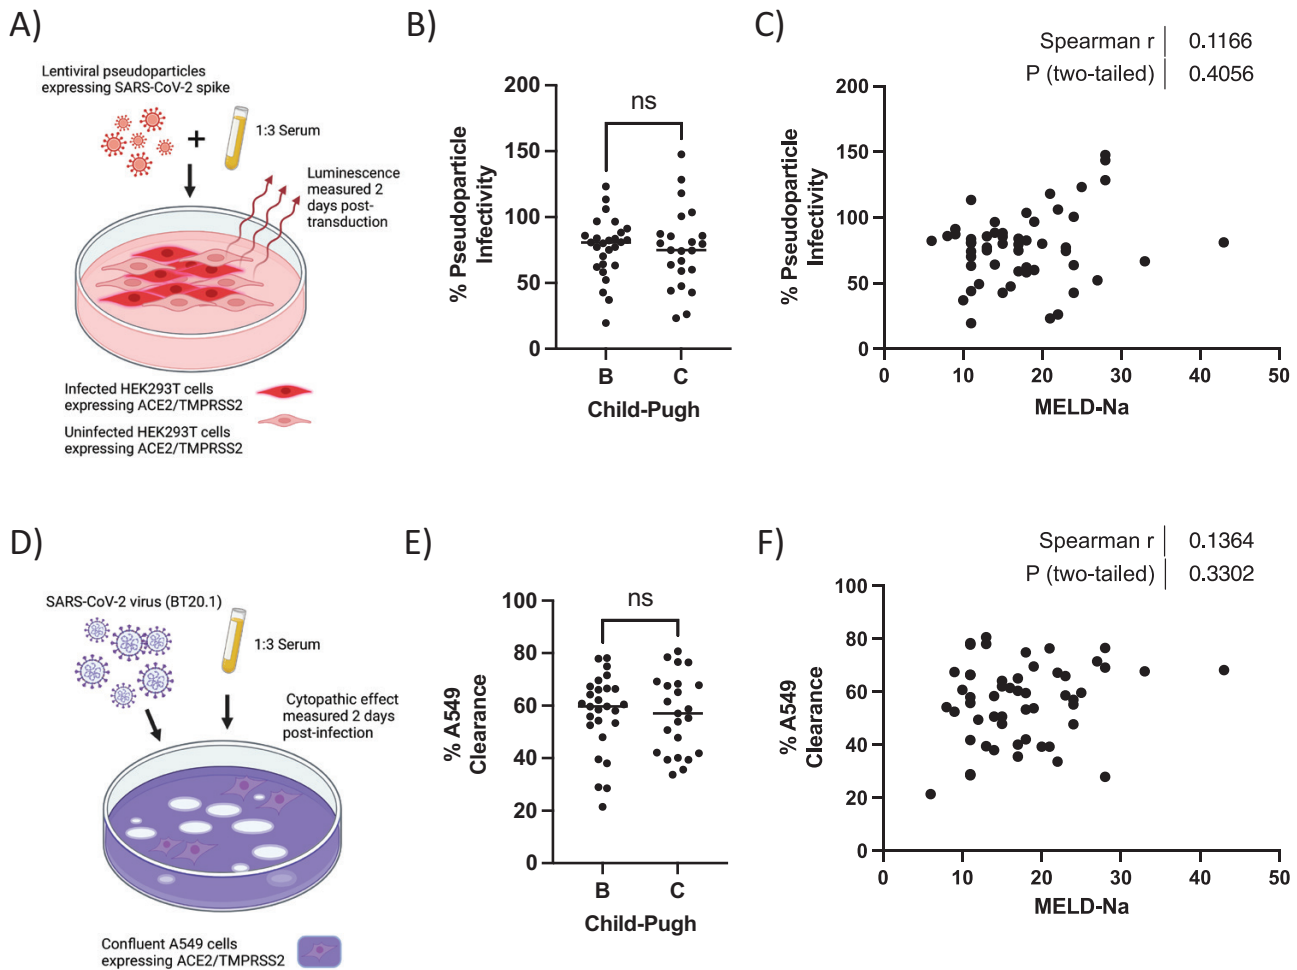 A)
Lentiviral pseudoparticles
expressing SARS-CoV-2 spike
+
1:3 Serum
Luminescence
measured 2
days post-
transduction
Infected HEK293T cells
expressing ACE2/TMPRSS2
Uninfected HEK293T cells
expressing ACE2/TMPRSS2
B)
% Pseudoparticle
Infectivity
200
150
100
50
0
ns
B C
Child-Pugh
C)
Spearman r 0.1166
P (two-tailed) 0.4056
% Pseudoparticle
Infectivity
200
150
100
50
0
0 10 20 30 40 50
MELD-Na
D)
SARS-CoV-2 virus (BT20.1)
1:3 Serum
Cytopathic effect
measured 2 days
post-infection
Confluent A549 cells
expressing ACE2/TMPRSS2
E)
% A549
Clearance
100
80
60
40
20
0
ns
B C
Child-Pugh
F)
Spearman r 0.1364
P (two-tailed) 0.3302
% A549
Clearance
100
80
60
40
20
0
0 10 20 30 40 50
MELD-Na